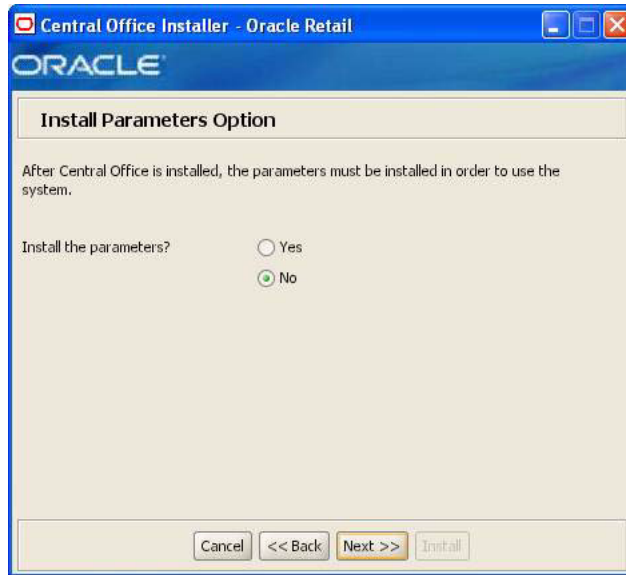 Central Office Installer - Oracle Retail
ORACLE
Install Parameters Option
After Central Office is installed, the parameters must be installed in order to use the
system.
Install the parameters?
Yes
No
Cancel << Back Next >> Install